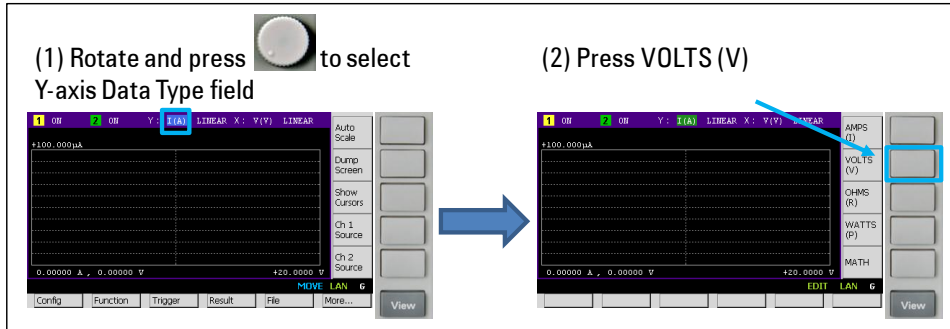 (1) Rotate and press to select
Y-axis Data Type field
1 ON 2 ON Y: I(A) LINEAR X: V(V) LINEAR
+100.000µA
0.00000 A , 0.00000 V +20.0000 V
MOVE LAN G
Auto
Scale
Dump
Screen
Show
Cursors
Ch 1
Source
Ch 2
Source
Config Function Trigger Result File More... View
(2) Press VOLTS (V)
1 ON 2 ON Y: I(A) LINEAR X: V(V) LINEAR
+100.000µA
0.00000 A , 0.00000 V +20.0000 V
EDIT LAN G
AMPS
(I)
VOLTS
(V)
OHMS
(R)
WATTS
(P)
MATH
View